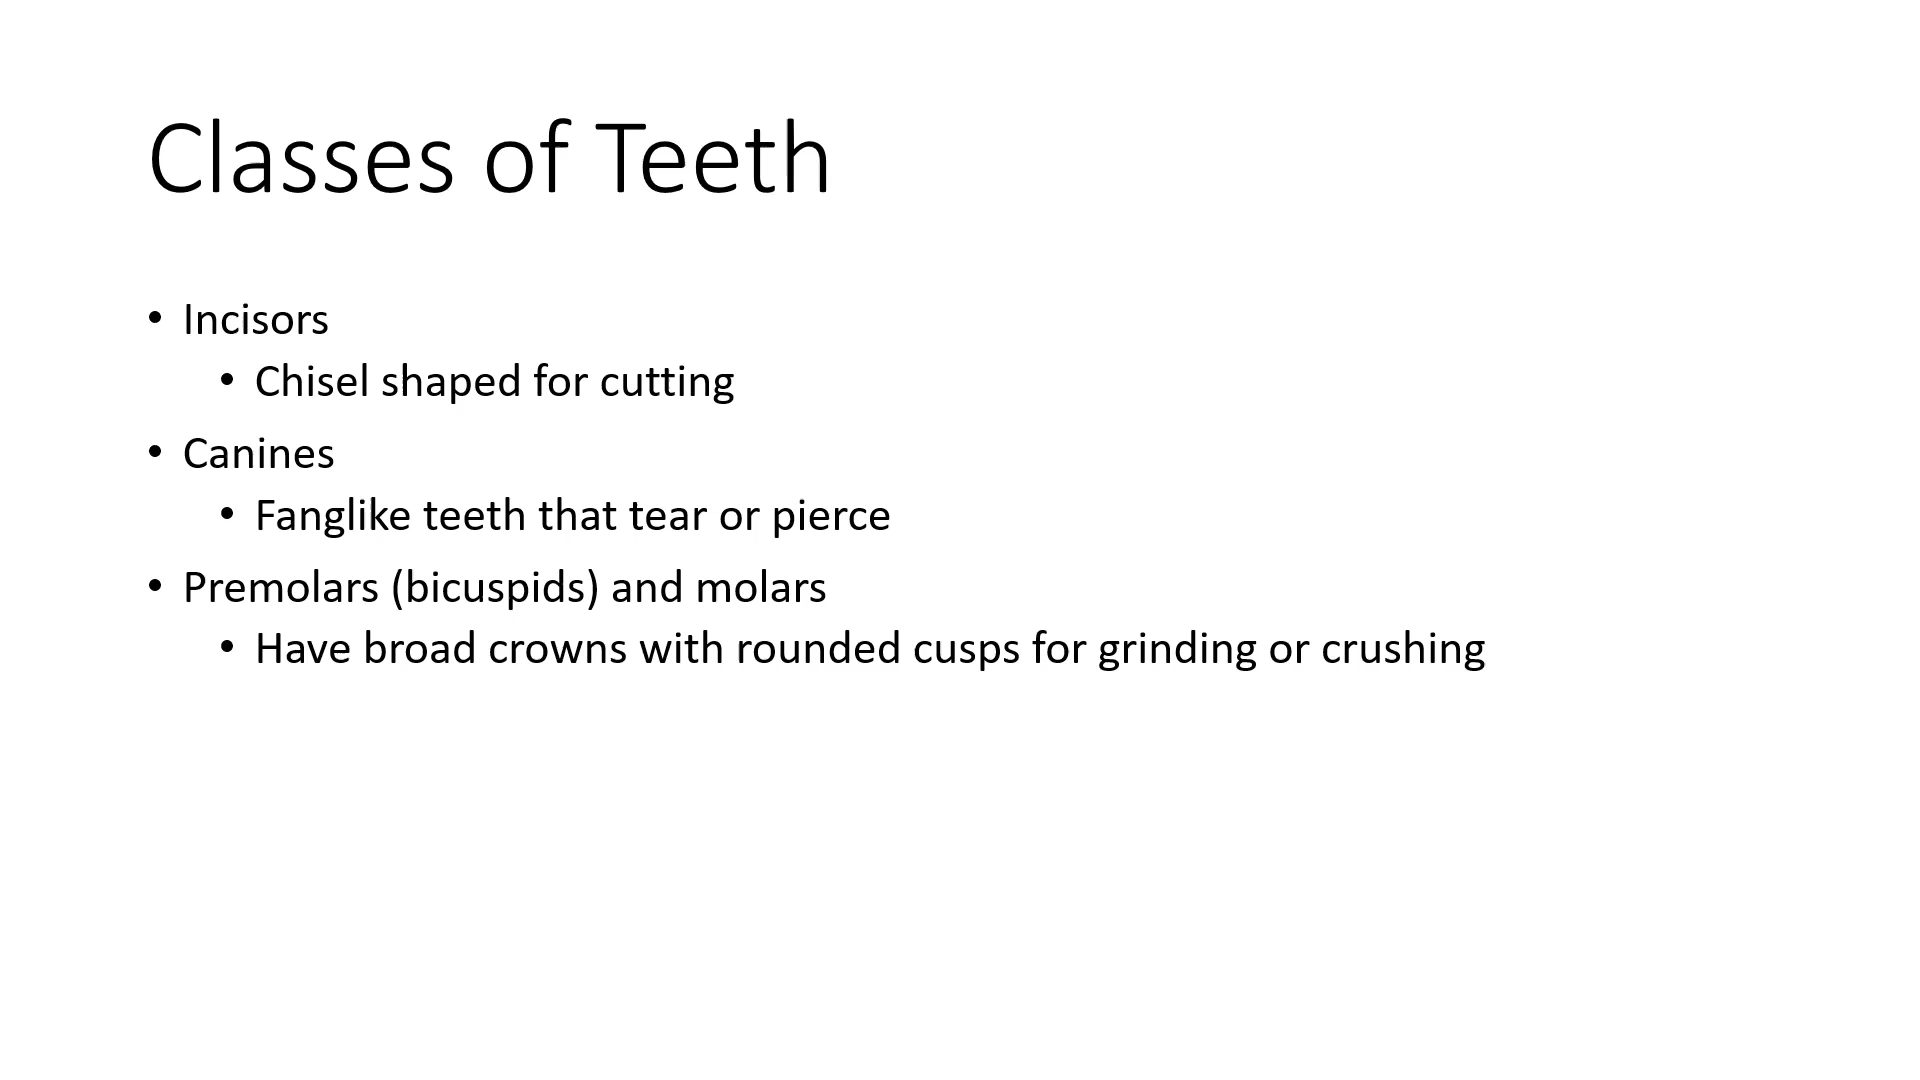 Classes of Teeth
• Incisors
• Chisel shaped for cutting
• Canines
• Fanglike teeth that tear or pierce
• Premolars (bicuspids) and molars
• Have broad crowns with rounded cusps for grinding or crushing